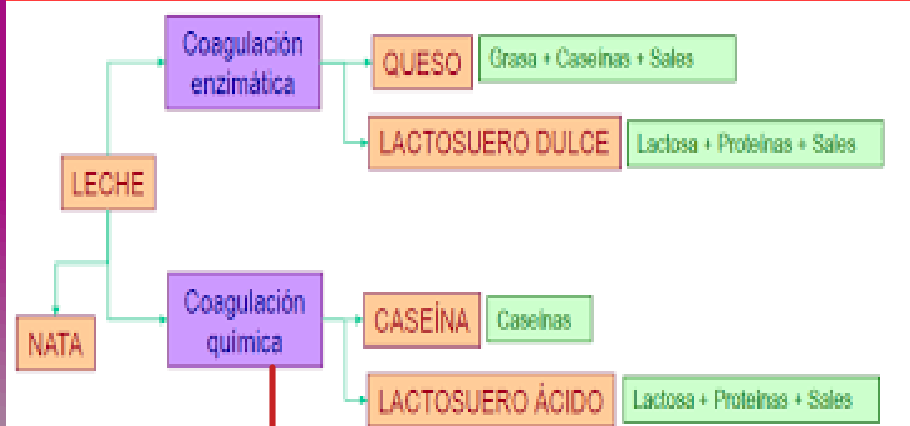 Coagulación
enzimática
QUESO
Grasa + Caseínas + Sales
LACTOSUERO DULCE
Lactosa + Proteínas + Sales
LECHE
Coagulación
química
CASEÍNA
Caseínas
NATA
LACTOSUERO ÁCIDO
Lactosa + Proteínas + Sales